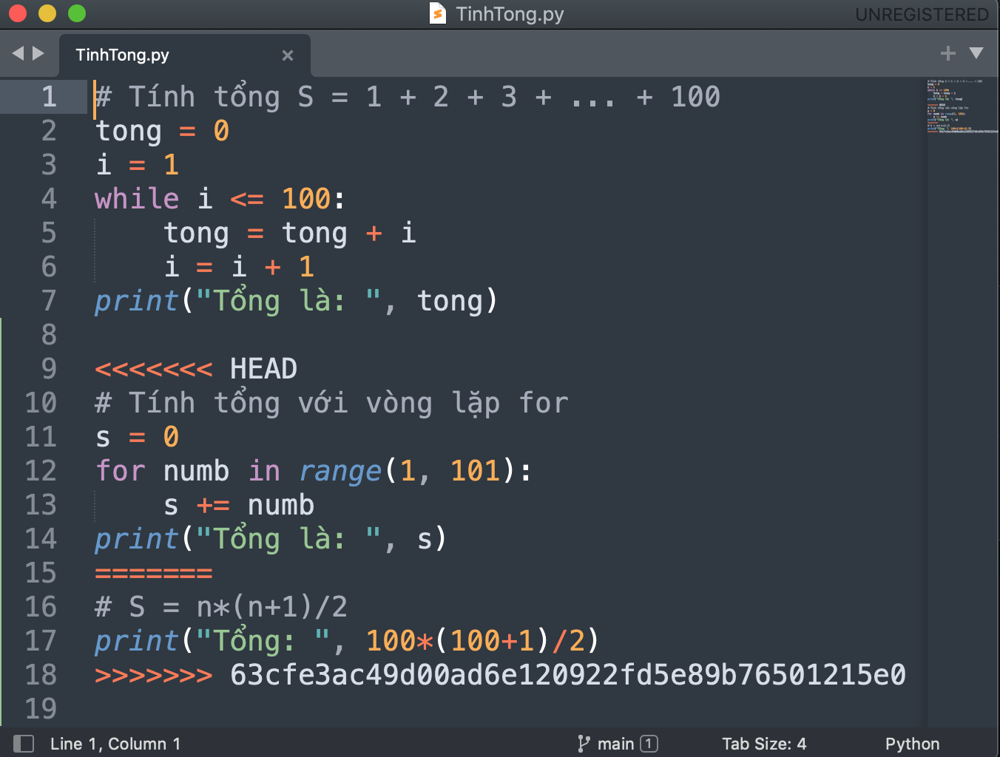 TinhTong.py
UNREGISTERED
TinhTong.py
1 # Tính tổng S = 1 + 2 + 3 + ... + 100
2 tong = 0
3 i = 1
4 while i <= 100:
5     tong = tong + i
6     i = i + 1
7 print("Tổng là: ", tong)
8
9 <<<<<<< HEAD
10 # Tính tổng với vòng lặp for
11 s = 0
12 for numb in range(1, 101):
13     s += numb
14 print("Tổng là: ", s)
15 =======
16 # S = n*(n+1)/2
17 print("Tổng: ", 100*(100+1)/2)
18 >>>>>>> 63cfe3ac49d00ad6e120922fd5e89b76501215e0
19
Line 1, Column 1
main 1
Tab Size: 4
Python